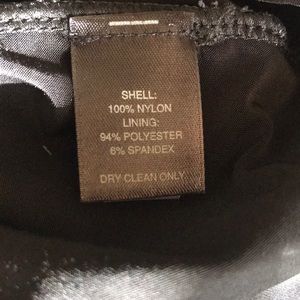 SHELL:
100% NYLON
LINING:
94% POLYESTER
6% SPANDEX
DRY CLEAN ONLY